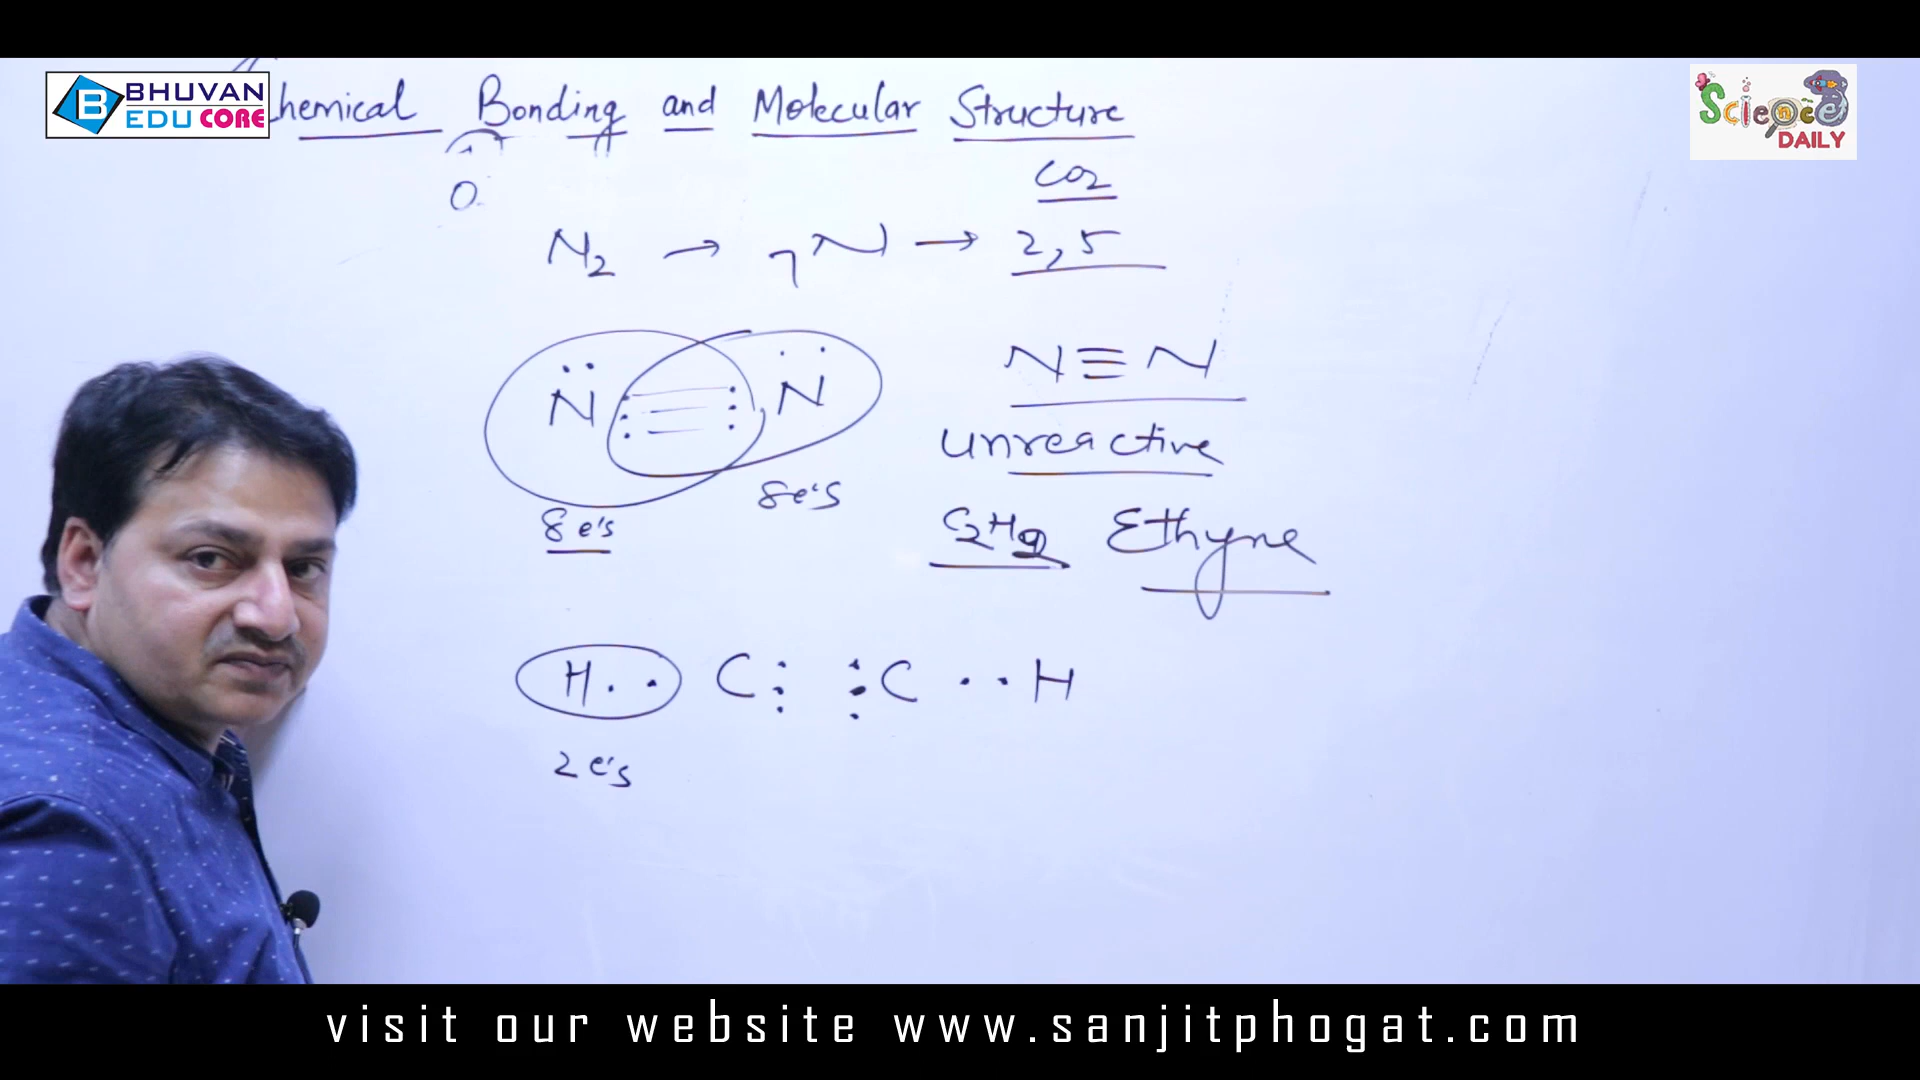 BHUVAN
EDU CORE
Chemical Bonding and Molecular Structure
Science
DAILY
CO2
O
N2 → 7N → 2,5
N N
N≡N
unreactive
8 e's
8e's
C2H2 Ethyne
H . . C : : C . . H
2 e's
visit our website www.sanjitphogat.com